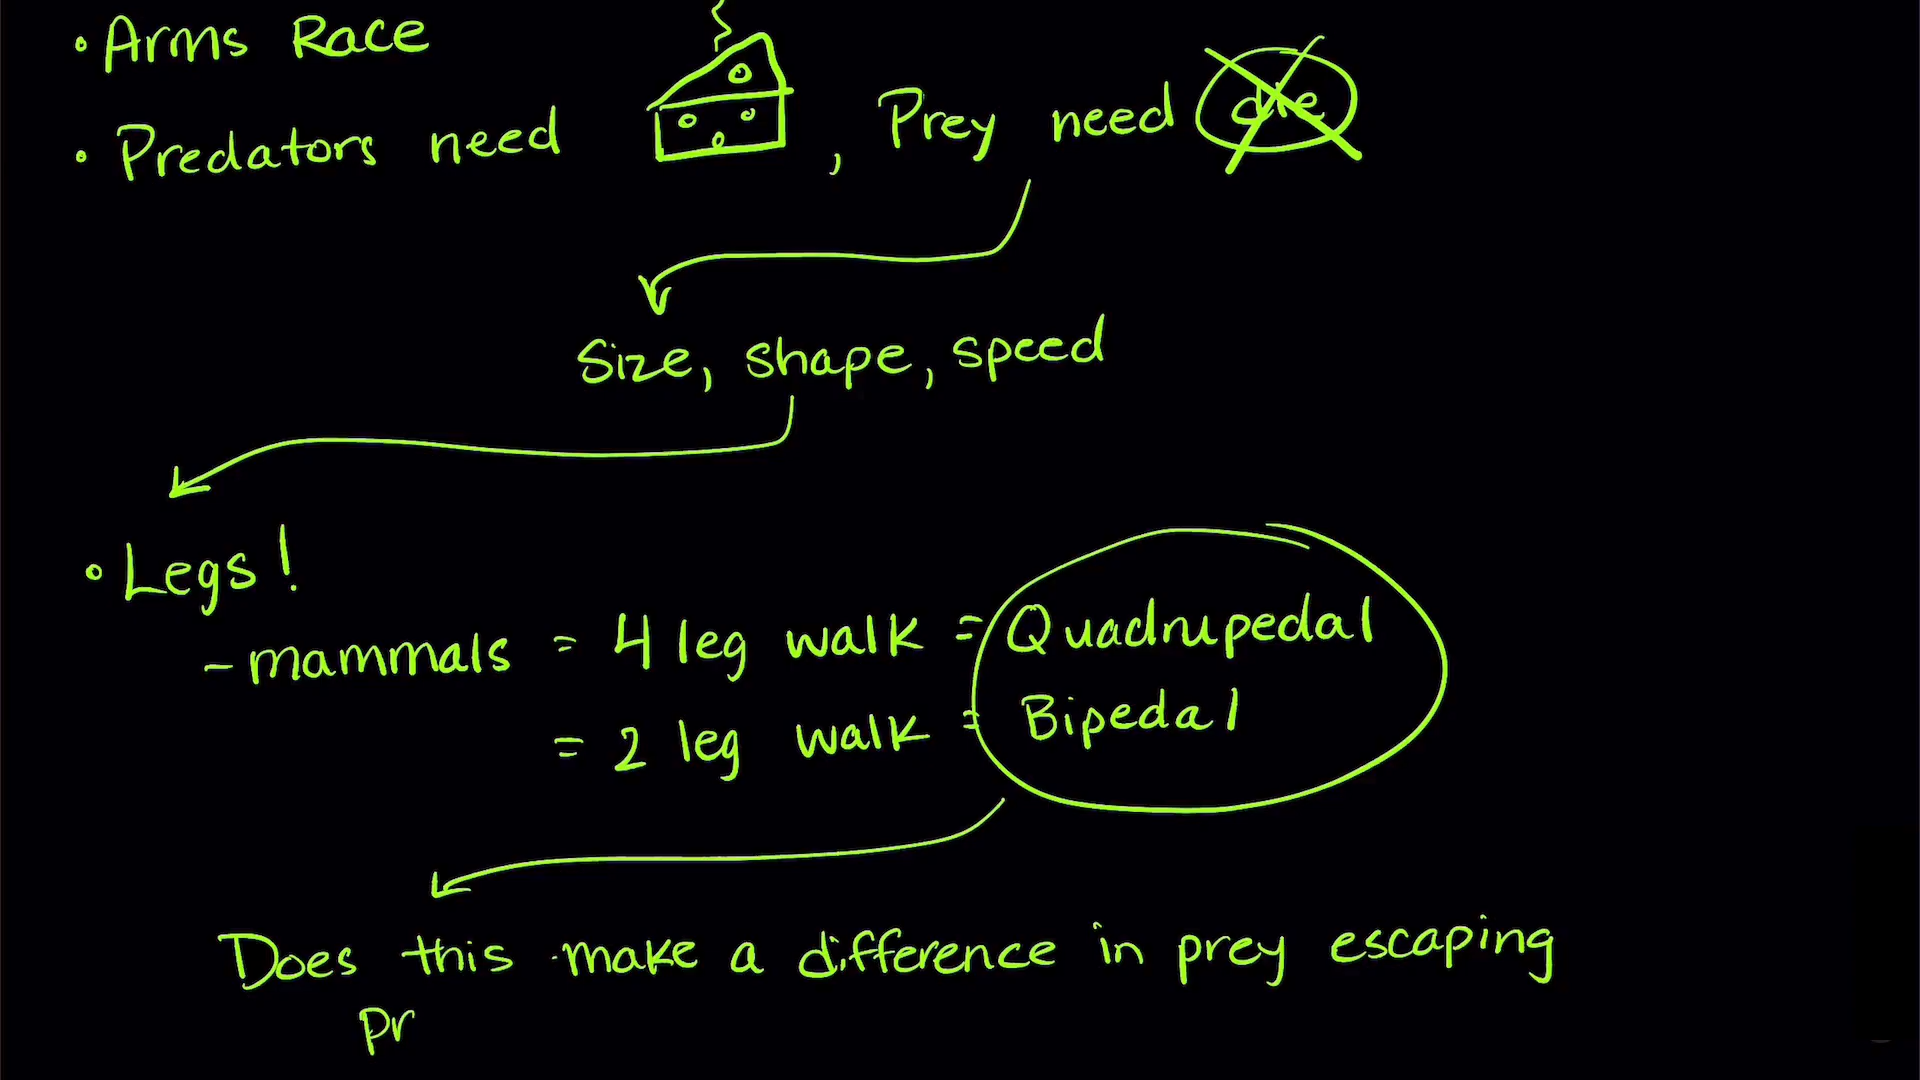 • Arms Race
• Predators need , Prey need die
Size, shape, speed
• Legs!
- mammals = 4 leg walk = Quadrupedal
= 2 leg walk = Bipedal
Does this make a difference in prey escaping
pr